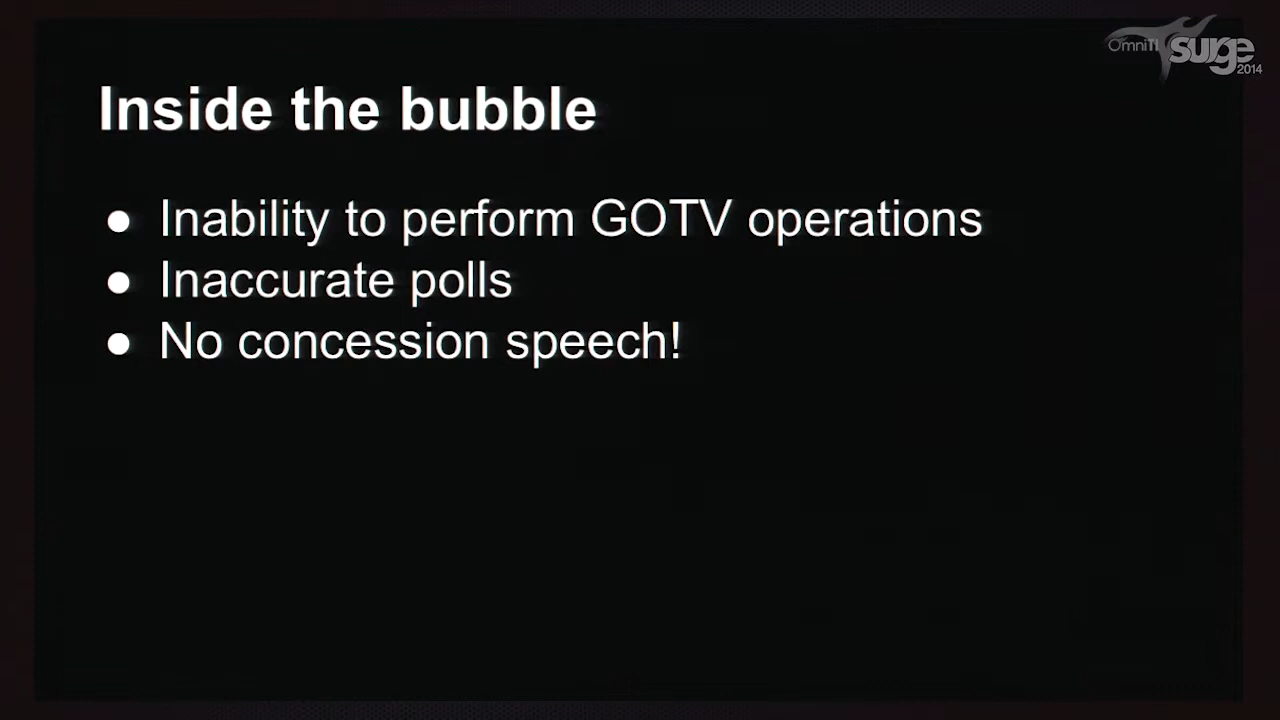 OmniTI surge 2014
Inside the bubble
● Inability to perform GOTV operations
● Inaccurate polls
● No concession speech!